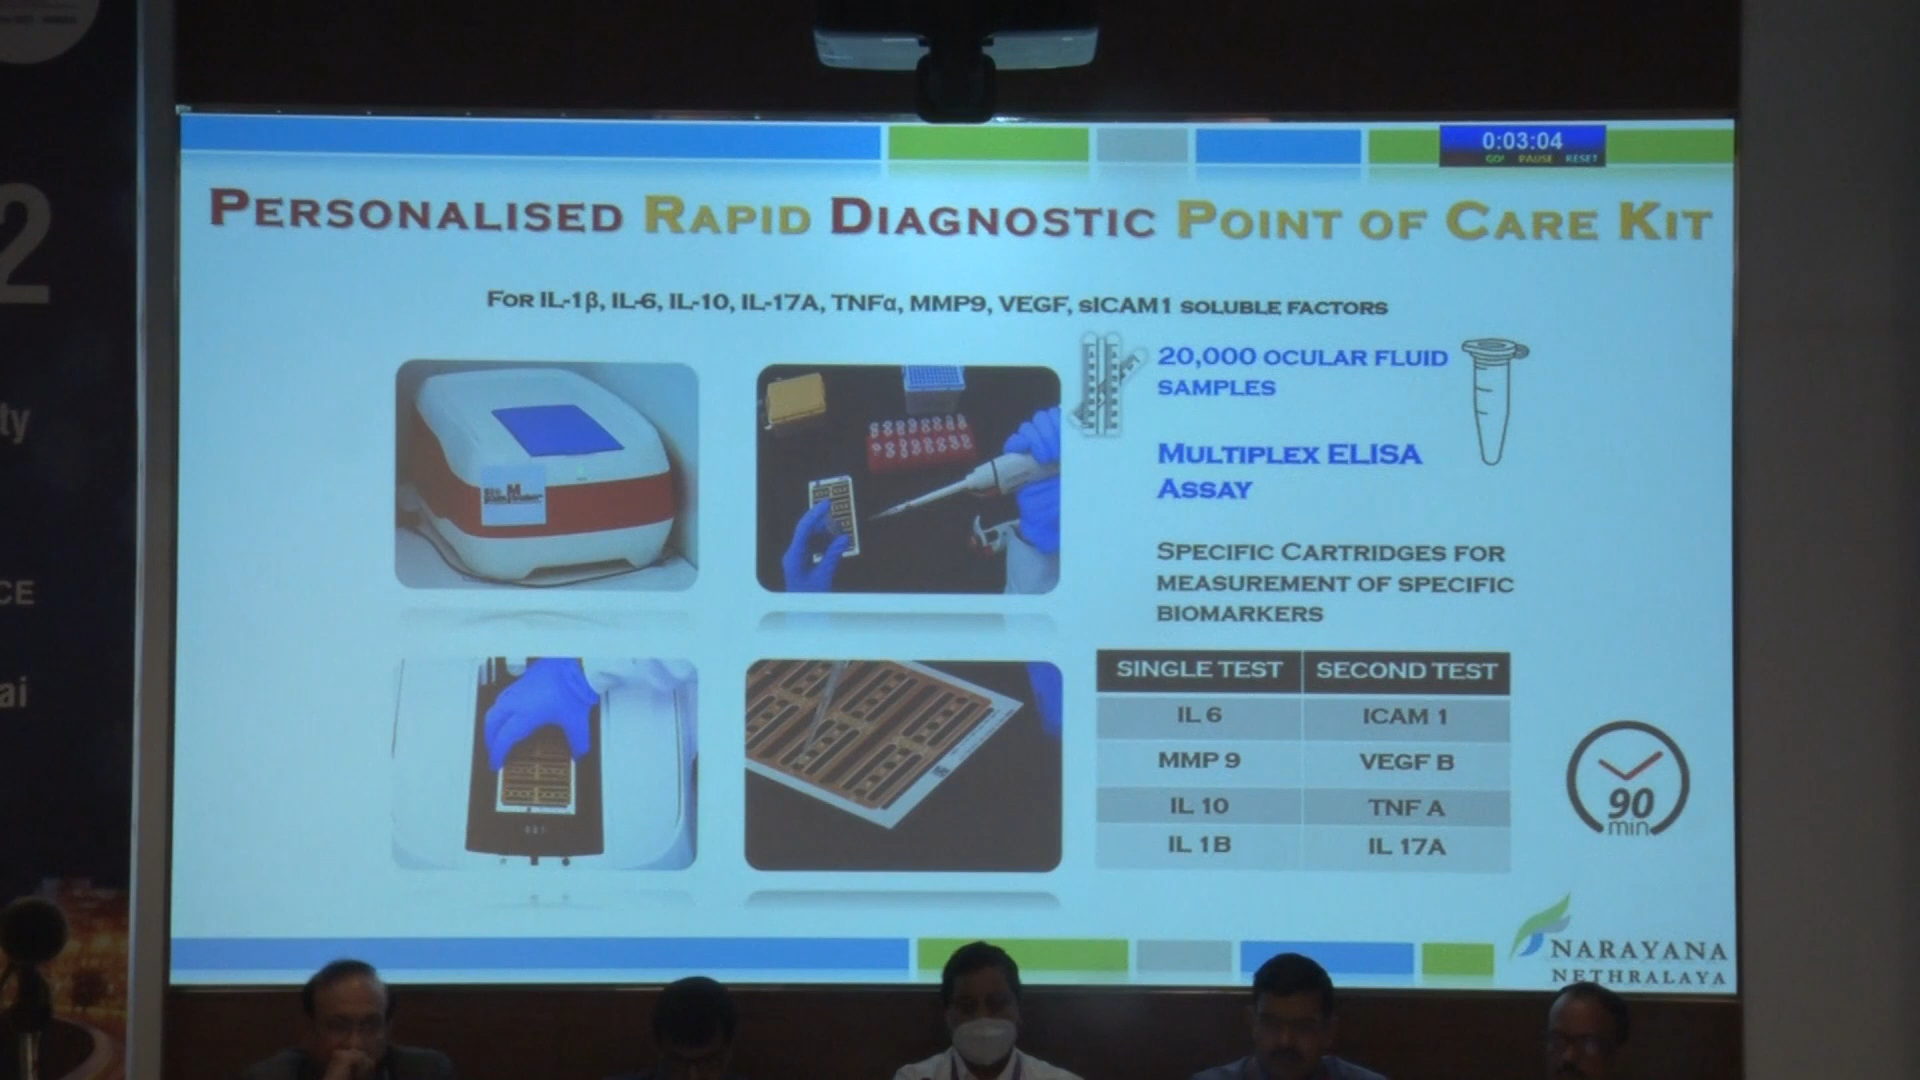 2
ty
CE
ai
0:03:04
GO! PAUSE RESET
PERSONALISED RAPID DIAGNOSTIC POINT OF CARE KIT
FOR IL-1β, IL-6, IL-10, IL-17A, TNFα, MMP9, VEGF, sICAM1 SOLUBLE FACTORS
20,000 OCULAR FLUID
SAMPLES
MULTIPLEX ELISA
ASSAY
SPECIFIC CARTRIDGES FOR
MEASUREMENT OF SPECIFIC
BIOMARKERS
SINGLE TEST SECOND TEST
IL 6 ICAM 1
MMP 9 VEGF B
IL 10 TNF A
IL 1B IL 17A
90
min
NARAYANA
NETHRALAYA